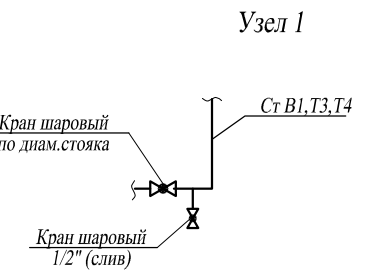 Узел 1
Ст В1,Т3,Т4
Кран шаровый
по диам.стояка
Кран шаровый
1/2" (слив)